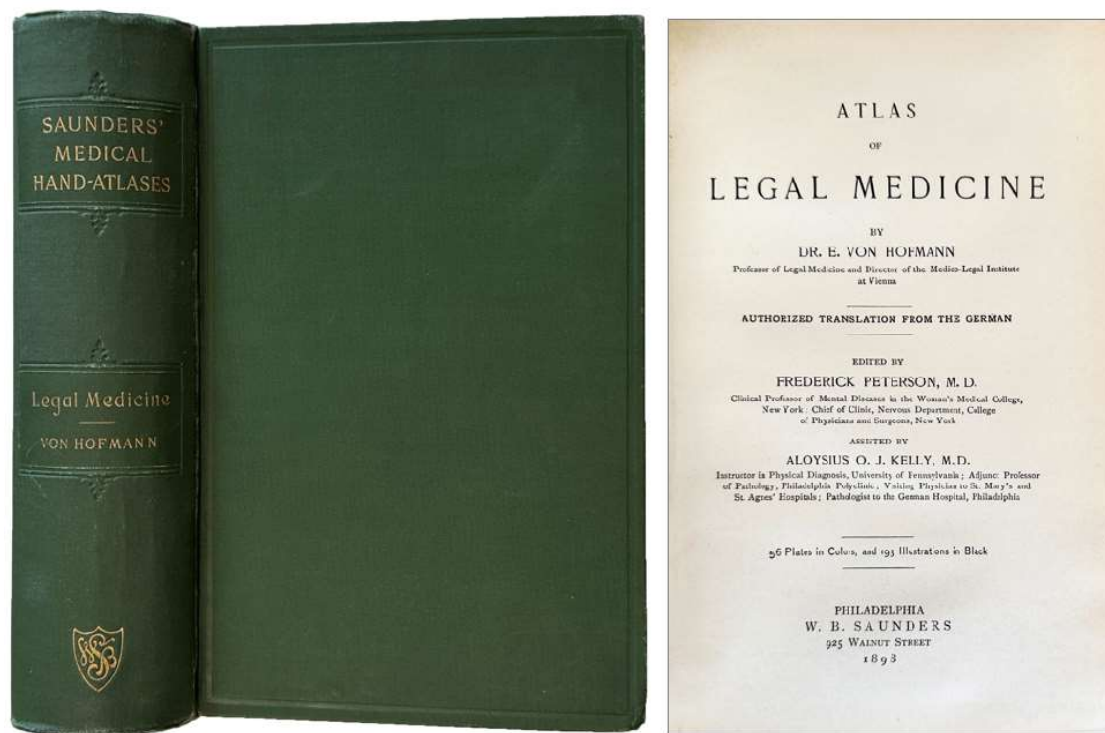 SAUNDERS'
MEDICAL
HAND-ATLASES
Legal Medicine
VON HOFMANN
ATLAS
OF
LEGAL MEDICINE
BY
DR. E. VON HOFMANN
Professor of Legal Medicine and Director of the Medico-Legal Institute
at Vienna
AUTHORIZED TRANSLATION FROM THE GERMAN
EDITED BY
FREDERICK PETERSON, M. D.
Clinical Professor of Mental Diseases in the Woman's Medical College,
New York; Chief of Clinic, Nervous Department, College
of Physicians and Surgeons, New York
ASSISTED BY
ALOYSIUS O. J. KELLY, M.D.
Instructor in Physical Diagnosis, University of Pennsylvania; Adjunct Professor
of Pathology, Philadelphia Polyclinic; Visiting Physician to St. Mary's and
St. Agnes' Hospitals; Pathologist to the German Hospital, Philadelphia
56 Plates in Colors, and 193 Illustrations in Black
PHILADELPHIA
W. B. SAUNDERS
925 WALNUT STREET
1898